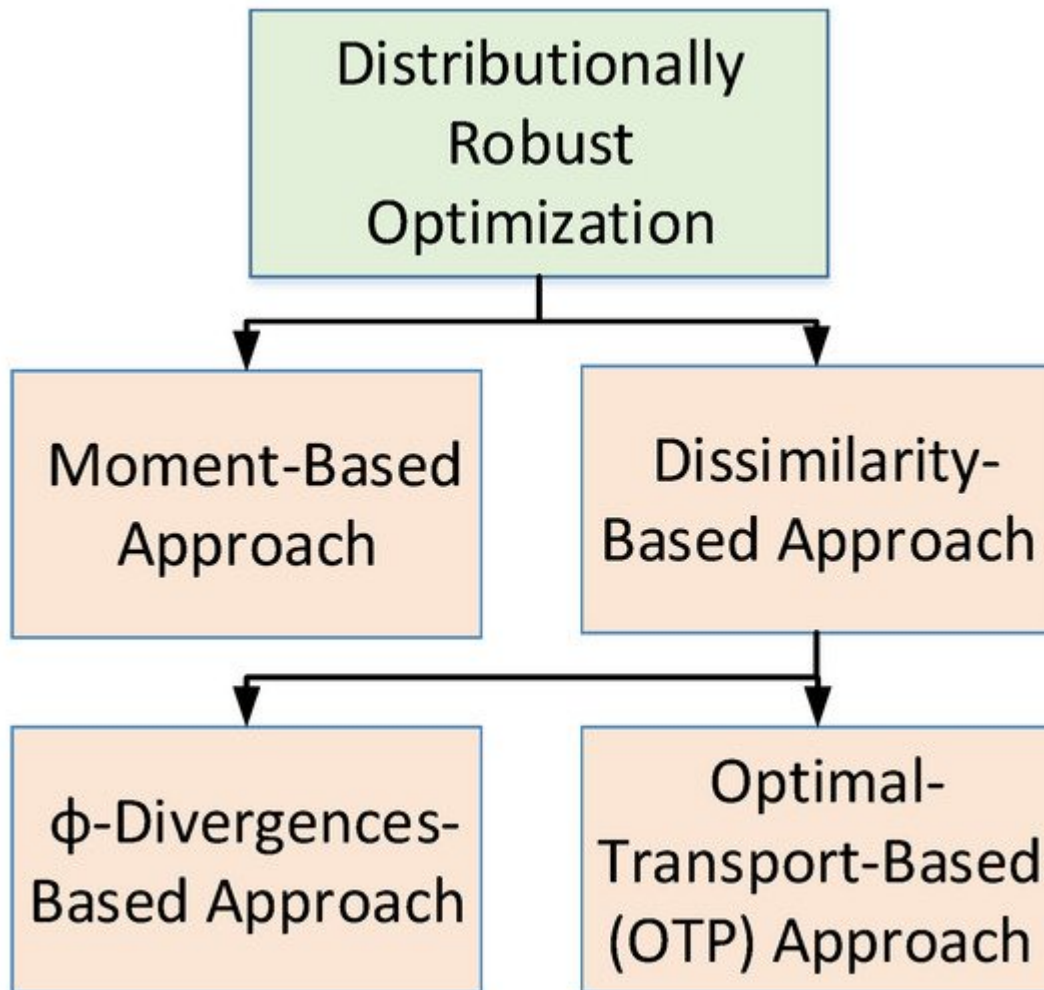 Distributionally
Robust
Optimization
Moment-Based
Approach
Dissimilarity-
Based Approach
ϕ-Divergences-
Based Approach
Optimal-
Transport-Based
(OTP) Approach